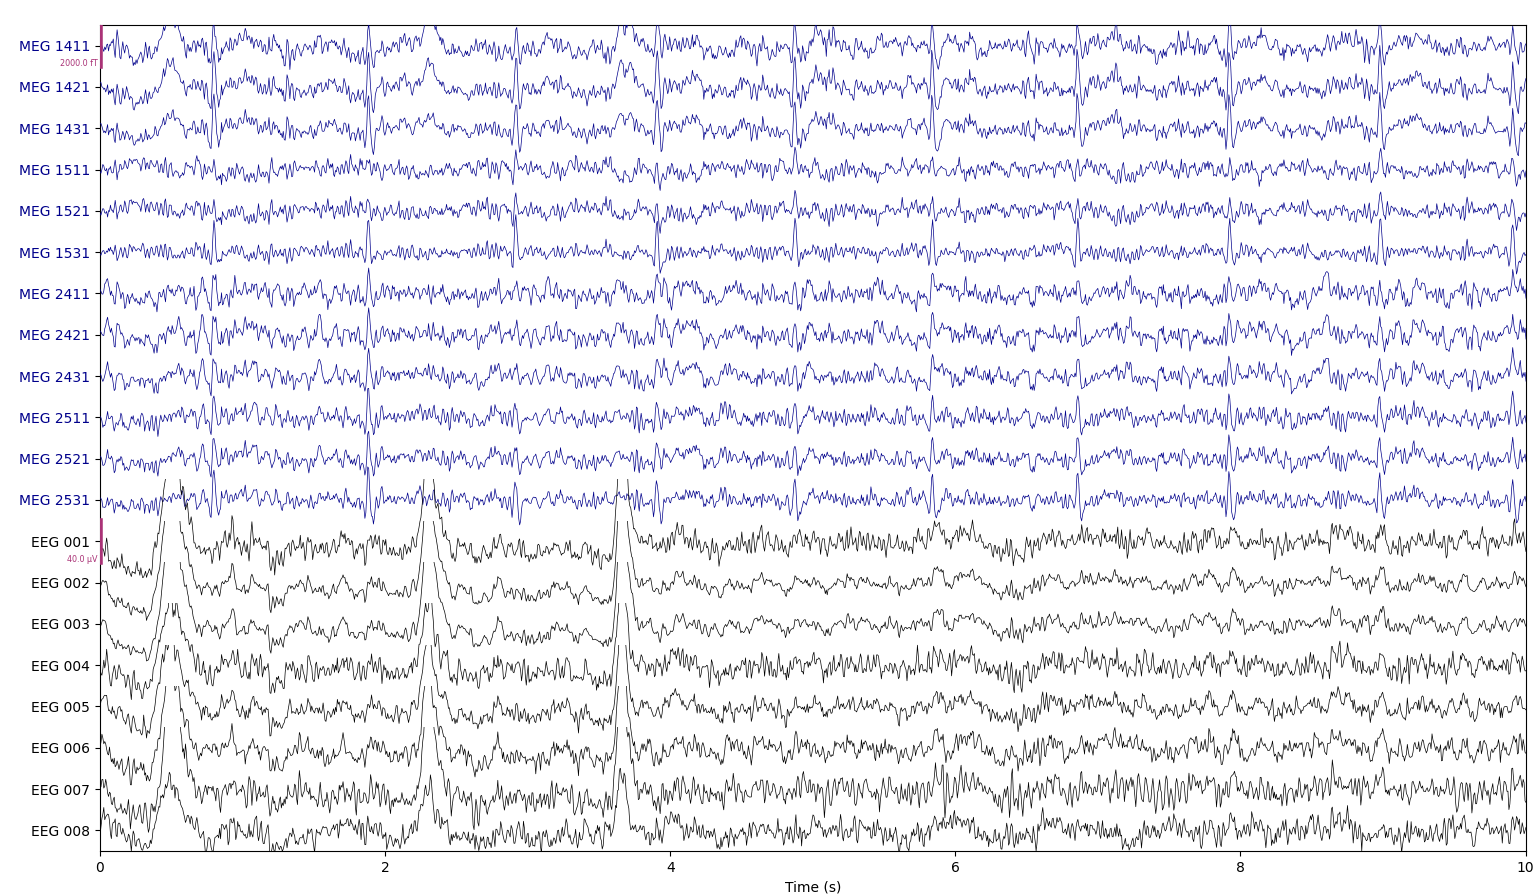 MEG 1411
2000.0 fT
MEG 1421
MEG 1431
MEG 1511
MEG 1521
MEG 1531
MEG 2411
MEG 2421
MEG 2431
MEG 2511
MEG 2521
MEG 2531
EEG 001
40.0 µV
EEG 002
EEG 003
EEG 004
EEG 005
EEG 006
EEG 007
EEG 008
0 2 4 6 8 10
Time (s)